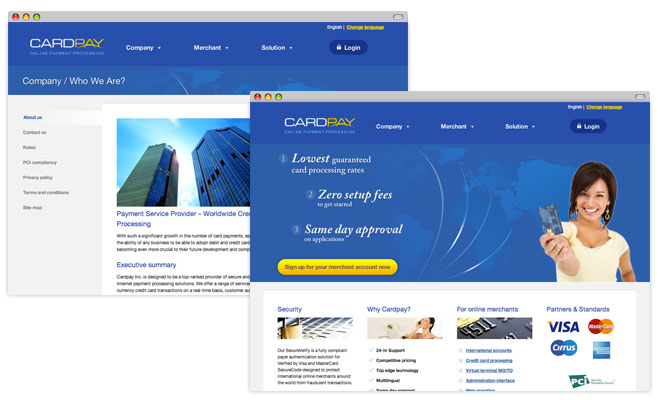 English | Change language
CARDPAY
ONLINE PAYMENT PROCESSING
Company
Merchant
Solution
Login
Company / Who We Are?
About us
Contact us
Rates
PCI compliancy
Privacy policy
Terms and conditions
Site map
Payment Service Provider – Worldwide Cre
Processing
With such a significant growth in the number of card payments, es
the ability of any business to be able to adopt debit and credit card
becoming even more crucial to their future development and comp
Executive summary
Cardpay Inc. is designed to be a top-ranked provider of secure and
Internet payment processing solutions. We offer a range of services
currency credit card transactions on a real-time basis, customer su
English | Change language
CARDPAY
ONLINE PAYMENT PROCESSING
Company
Merchant
Solution
Login
1 Lowest guaranteed
card processing rates
2 Zero setup fees
to get started
3 Same day approval
on applications
Sign up for your merchant account now
Security
Our SecureVerify is a fully compliant
payer authentication solution for
Verified by Visa and MasterCard
SecureCode designed to protect
international online merchants around
the world from fraudulent transactions.
Why Cardpay?
24-hr Support
Competitive pricing
Top edge technology
Multilingual
Same day approval
For online merchants
International accounts
Credit card processing
Virtual terminal MO/TO
Administration interface
Web reporting
Partners & Standards
VISA
MasterCard
Cirrus
PCI